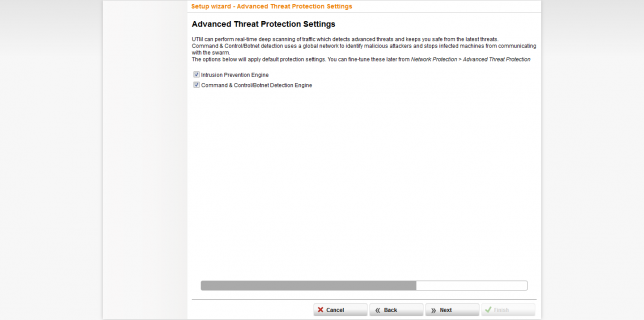 Setup wizard - Advanced Threat Protection Settings
Advanced Threat Protection Settings
UTM can perform real-time deep scanning of traffic which detects advanced threats and keeps you safe from the latest threats.
Command & Control/Botnet detection uses a global network to identify malicious attackers and stops infected machines from communicating
with the swarm.
The options below will apply default protection settings. You can fine-tune these later from Network Protection > Advanced Threat Protection
Intrusion Prevention Engine
Command & Control/Botnet Detection Engine
Cancel
Back
Next
Finish